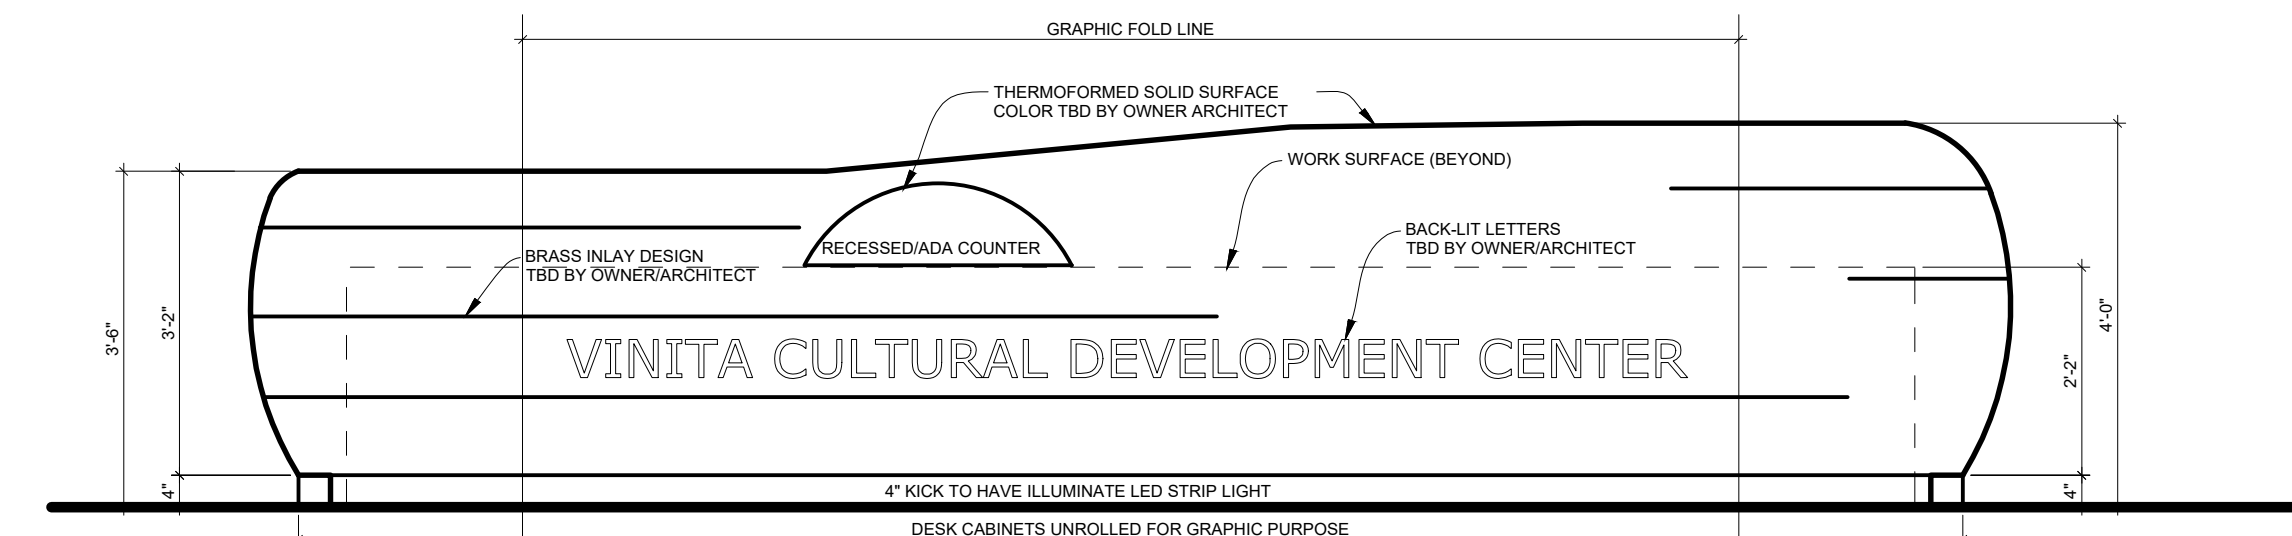 GRAPHIC FOLD LINE
THERMOFORMED SOLID SURFACE
COLOR TBD BY OWNER ARCHITECT
WORK SURFACE (BEYOND)
BACK-LIT LETTERS
TBD BY OWNER/ARCHITECT
RECESSED/ADA COUNTER
BRASS INLAY DESIGN
TBD BY OWNER/ARCHITECT
3'-6"
3'-2"
4"
VINITA CULTURAL DEVELOPMENT CENTER
4'-0"
2'-2"
4"
4" KICK TO HAVE ILLUMINATE LED STRIP LIGHT
DESK CABINETS UNROLLED FOR GRAPHIC PURPOSE